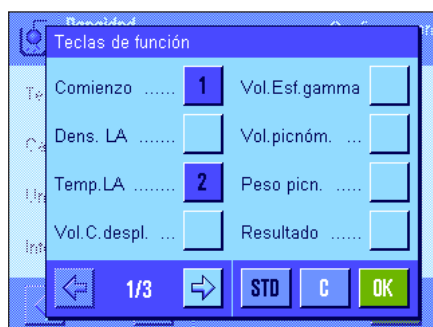 Densidad
Teclas de función
Comienzo ...... 1 Vol.Esf.gamma
Dens. LA ....... Vol.picnóm. ...
Temp.LA ........ 2 Peso picn. .....
Vol.C.despl. ... Resultado ......
1/3 STD C OK